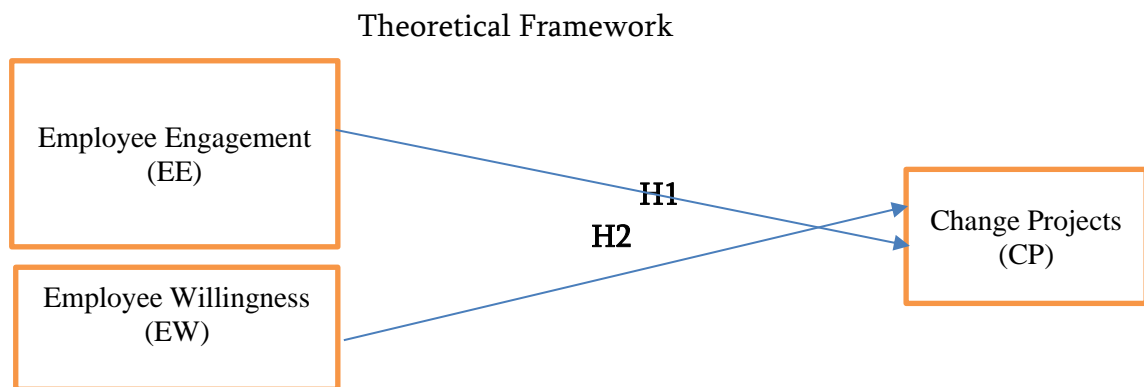 Theoretical Framework
Employee Engagement
(EE)
H1
H2
Change Projects
(CP)
Employee Willingness
(EW)